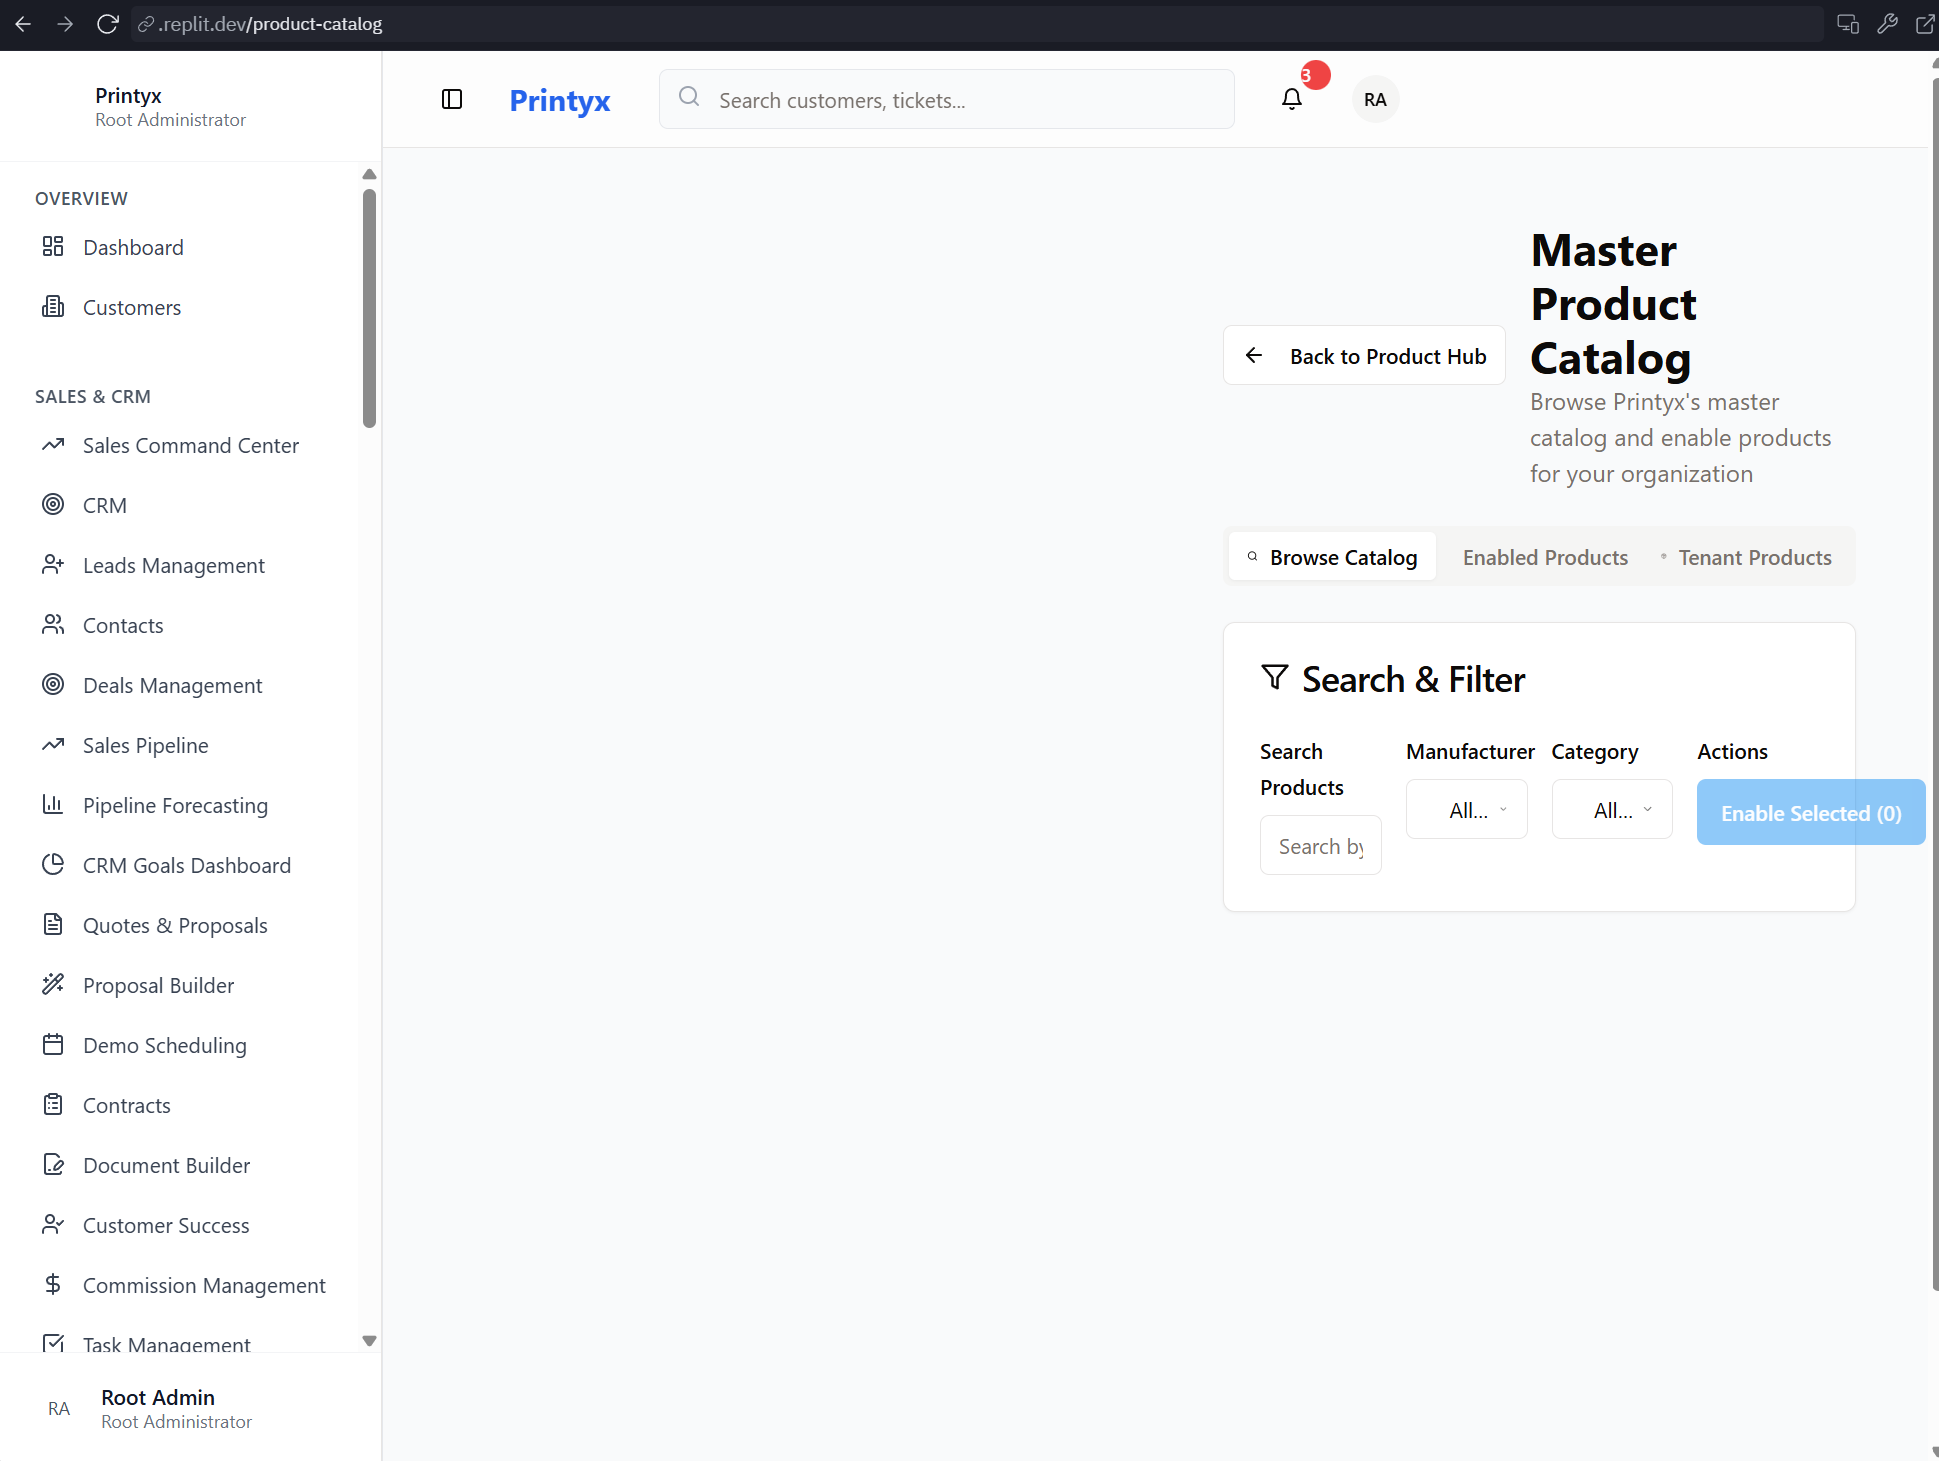 .replit.dev/product-catalog
Printyx
Root Administrator
OVERVIEW
Dashboard
Customers
SALES & CRM
Sales Command Center
CRM
Leads Management
Contacts
Deals Management
Sales Pipeline
Pipeline Forecasting
CRM Goals Dashboard
Quotes & Proposals
Proposal Builder
Demo Scheduling
Contracts
Document Builder
Customer Success
Commission Management
Task Management
RA
Root Admin
Root Administrator
Printyx
Search customers, tickets...
3
RA
Back to Product Hub
Master
Product
Catalog
Browse Printyx's master
catalog and enable products
for your organization
Browse Catalog
Enabled Products
Tenant Products
Search & Filter
Search
Products
Search by
Manufacturer
All...
Category
All...
Actions
Enable Selected (0)